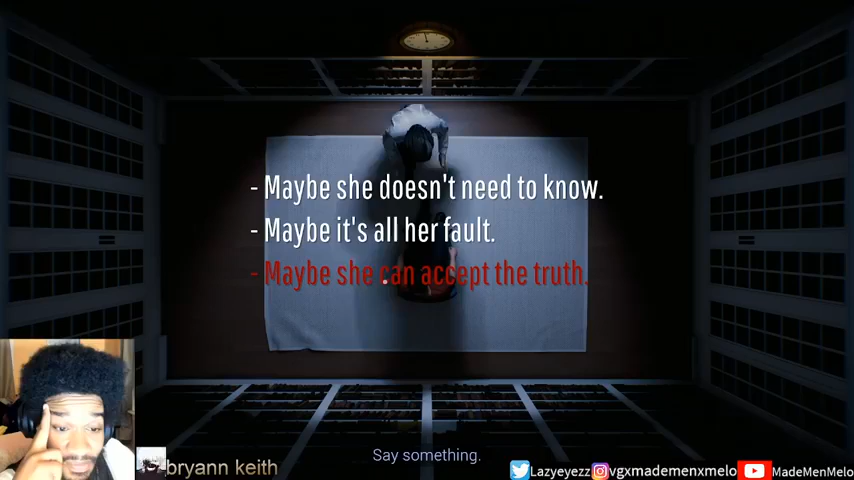 - Maybe she doesn't need to know.
- Maybe it's all her fault.
- Maybe she can accept the truth.
Say something.
bryann keith
Lazyeyezz vgxmademenxmelo MadeMenMelo